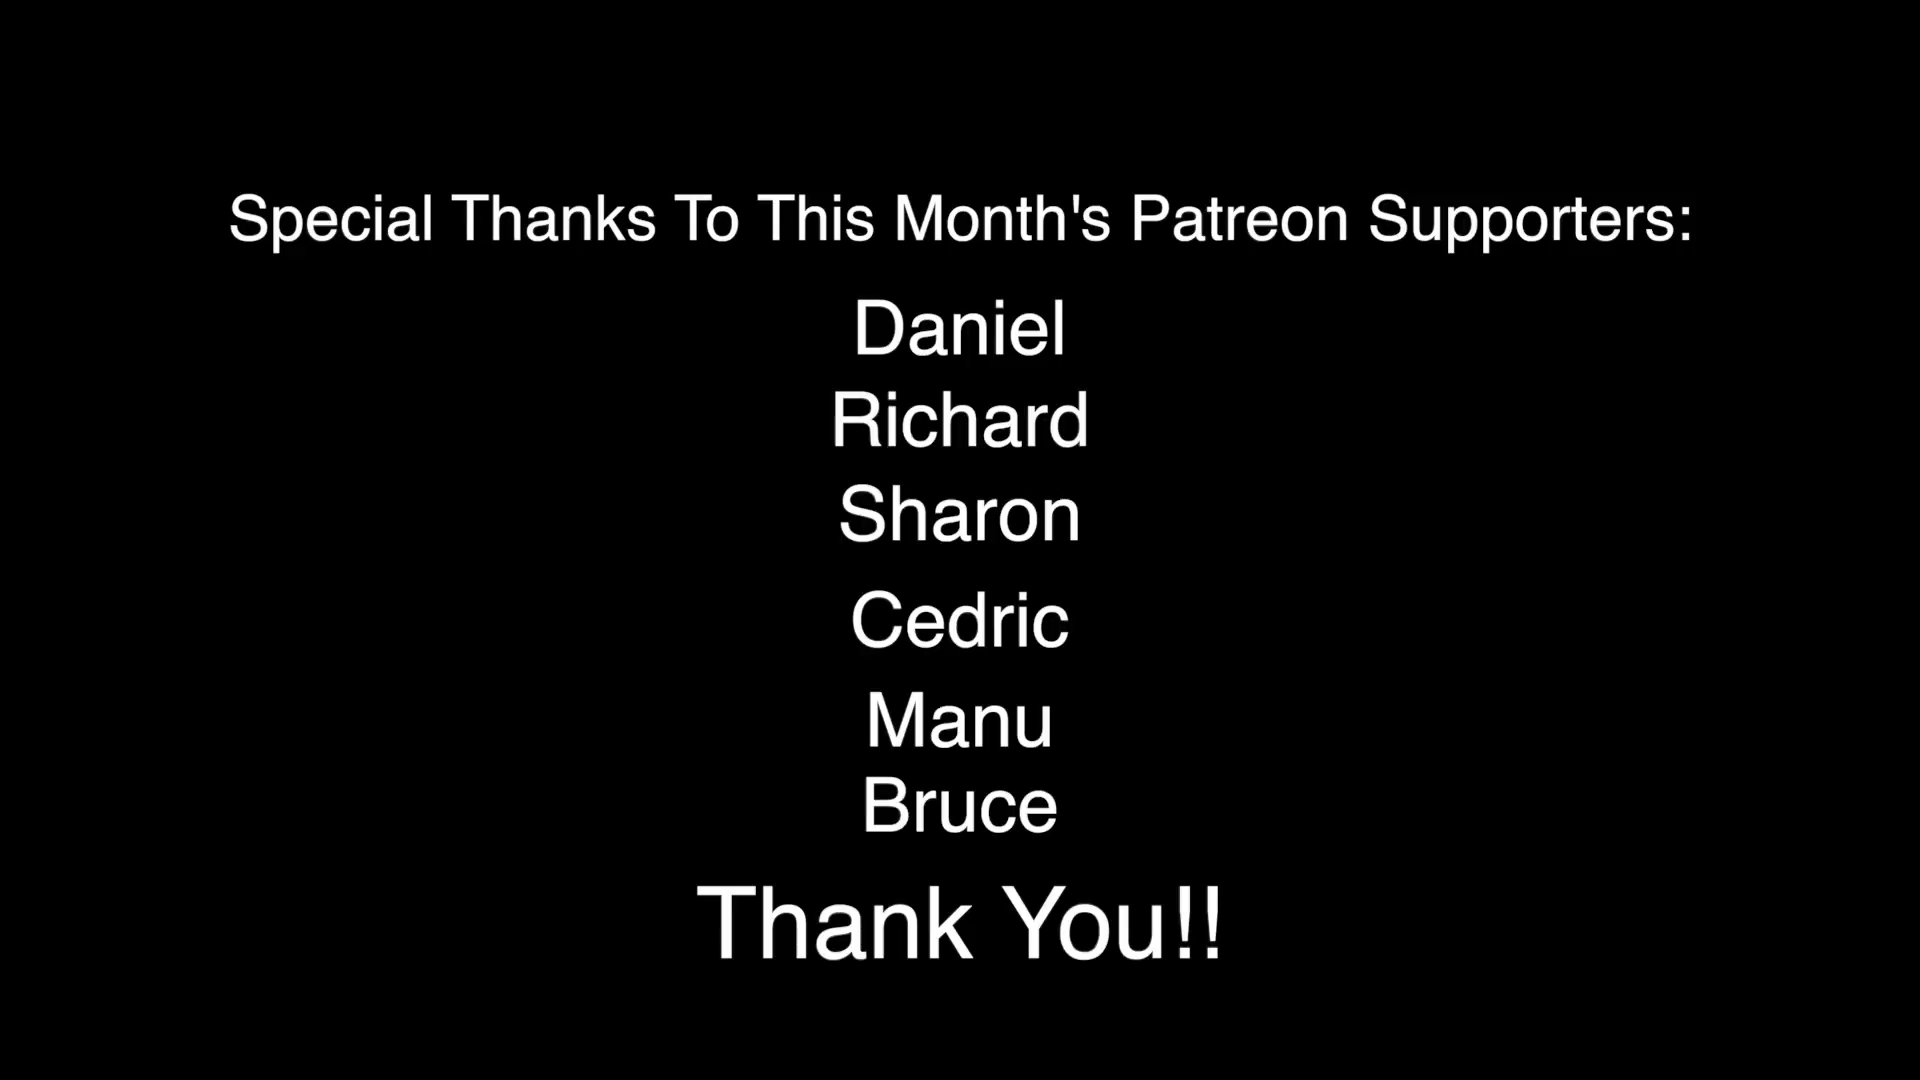 Special Thanks To This Month's Patreon Supporters:
Daniel
Richard
Sharon
Cedric
Manu
Bruce
Thank You!!